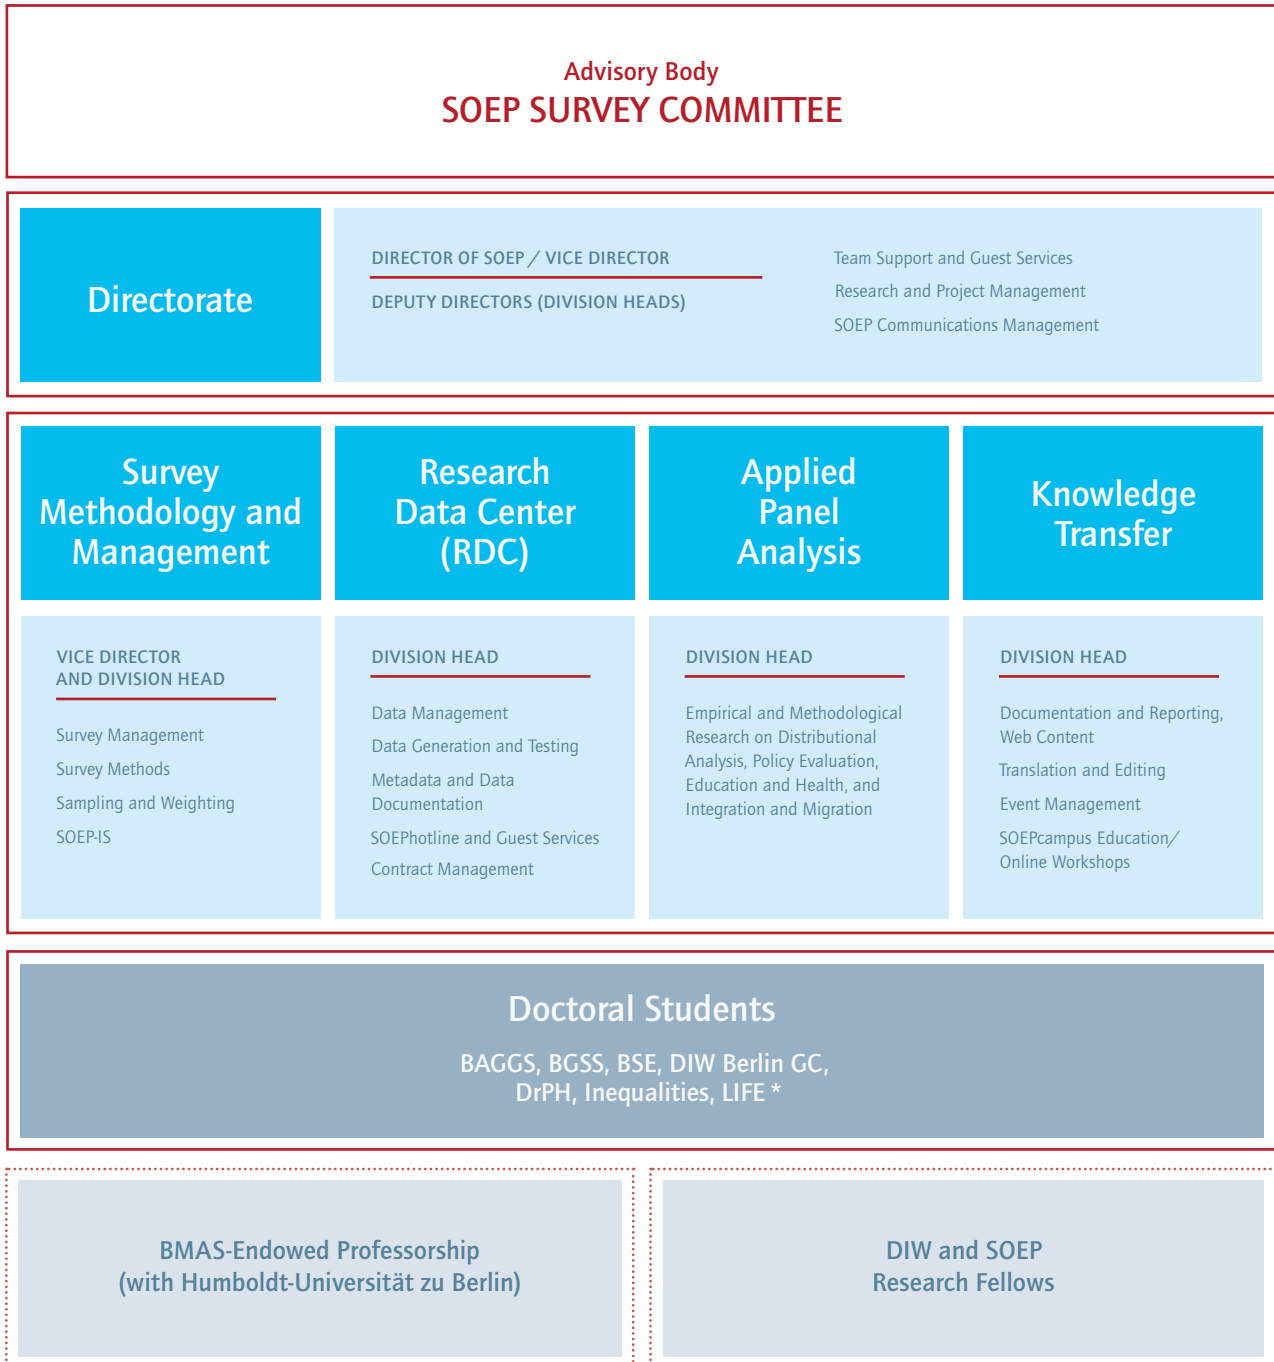 Advisory Body
SOEP SURVEY COMMITTEE
Directorate
DIRECTOR OF SOEP / VICE DIRECTOR
DEPUTY DIRECTORS (DIVISION HEADS)
Team Support and Guest Services
Research and Project Management
SOEP Communications Management
Survey
Methodology and
Management
VICE DIRECTOR
AND DIVISION HEAD
Survey Management
Survey Methods
Sampling and Weighting
SOEP-IS
Research
Data Center
(RDC)
DIVISION HEAD
Data Management
Data Generation and Testing
Metadata and Data
Documentation
SOEPhotline and Guest Services
Contract Management
Applied
Panel
Analysis
DIVISION HEAD
Empirical and Methodological
Research on Distributional
Analysis, Policy Evaluation,
Education and Health, and
Integration and Migration
Knowledge
Transfer
DIVISION HEAD
Documentation and Reporting,
Web Content
Translation and Editing
Event Management
SOEPcampus Education/
Online Workshops
Doctoral Students
BAGGS, BGSS, BSE, DIW Berlin GC,
DrPH, Inequalities, LIFE *
BMAS-Endowed Professorship
(with Humboldt-Universität zu Berlin)
DIW and SOEP
Research Fellows